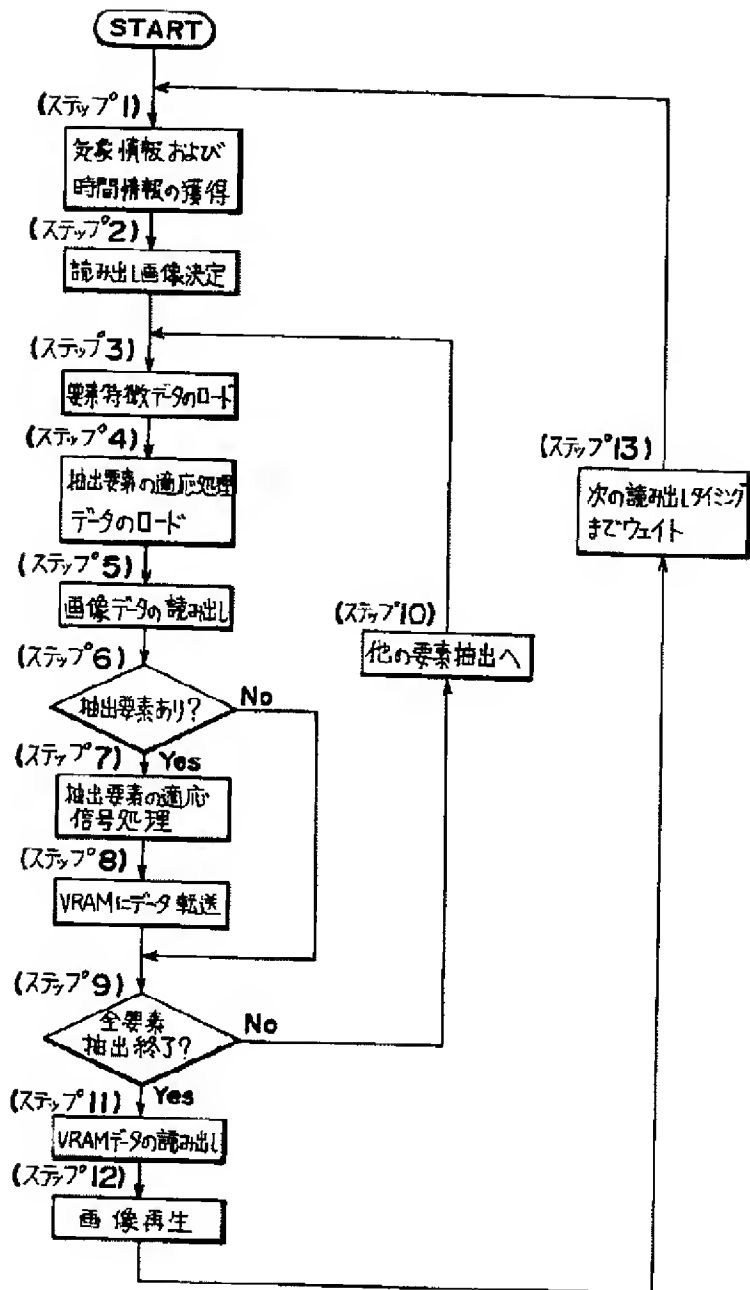 START
(ステップ1)
気象情報および
時間情報の獲得
(ステップ2)
読み出し画像決定
(ステップ3)
要素特徴データのロード
(ステップ4)
抽出要素の適応処理
データのロード
(ステップ5)
画像データの読み出し
(ステップ6)
抽出要素あり?
No
Yes
(ステップ7)
抽出要素の適応
信号処理
(ステップ8)
VRAMにデータ転送
(ステップ9)
全要素
抽出終了?
No
Yes
(ステップ10)
他の要素抽出へ
(ステップ11)
VRAMデータの読み出し
(ステップ12)
画像再生
(ステップ13)
次の読み出しタイミング
までウェイト